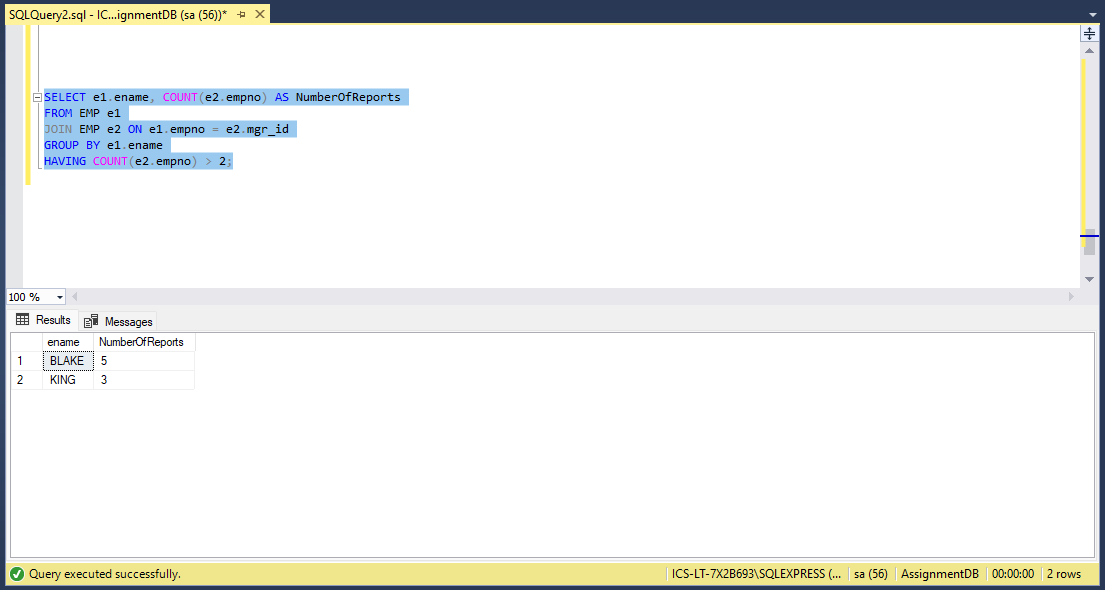 SQLQuery2.sql - IC...ignmentDB (sa (56))*
SELECT e1.ename, COUNT(e2.empno) AS NumberOfReports
FROM EMP e1
JOIN EMP e2 ON e1.empno = e2.mgr_id
GROUP BY e1.ename
HAVING COUNT(e2.empno) > 2;
100 %
Results Messages
ename NumberOfReports
1 BLAKE 5
2 KING 3
Query executed successfully. ICS-LT-7X2B693\SQLEXPRESS (... sa (56) AssignmentDB 00:00:00 2 rows